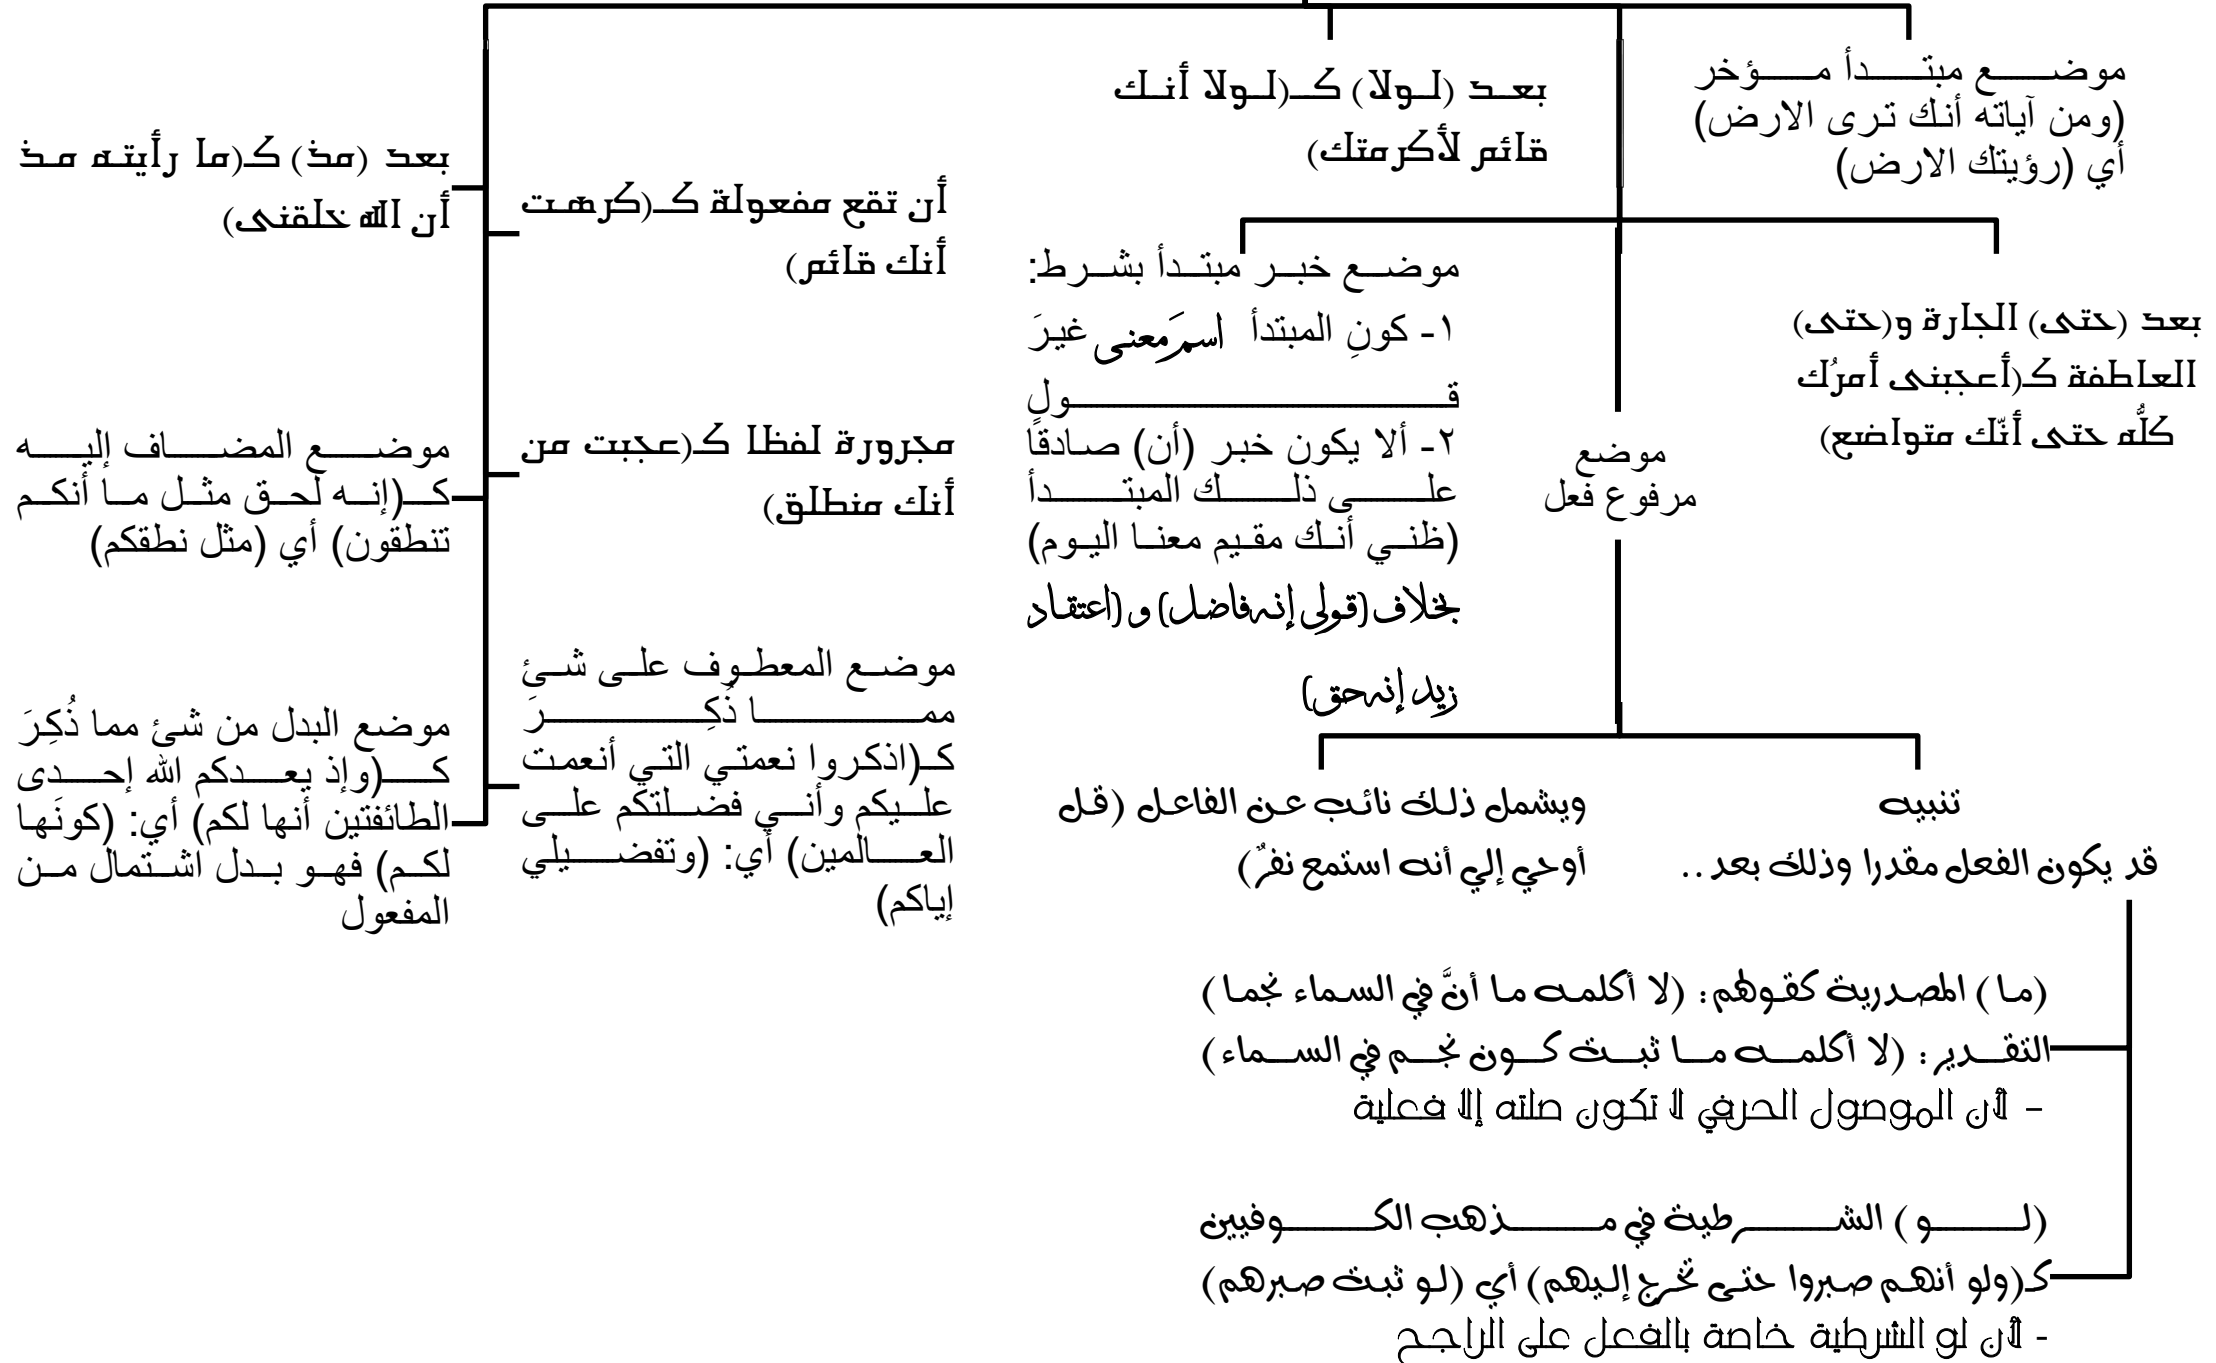 موضع مبتدأ مؤخر
(ومن آياته أنك ترى الارض)
أي (رؤيتك الارض)
بعد (لولا) كـ(لولا أنك
قائم لأكرمتك)
بعد (مذ) كـ(ما رأيته مذ
أن الله خلقنى)
أن تقع مفعولة كـ(كرهت
أنك قائم)
بعد (حتى) الجارة و(حتى)
العاطفة كـ(أعجبنى أمرُك
كلُّه حتى أنّك متواضع)
موضع خبر مبتدأ بشرط:
١- كونِ المبتدأ اسمَ معنى غيرَ
قولٍ
٢- ألا يكون خبر (أن) صادقًا
على ذلك المبتدأ
(ظني أنك مقيم معنا اليوم)
بخلاف (قولى إنه فاضل) و (اعتقاد
زيد إنه حق)
موضع
مرفوع فعل
مجرورة لفظا كـ(عجبت من
أنك منطلق)
موضع المضاف إليه
كـ(إنه لحق مثل ما أنكم
تنطقون) أي (مثل نطقكم)
موضع المعطوف على شئ
مما ذُكِرَ
كـ(اذكروا نعمتي التي أنعمت
عليكم وأني فضلتكم على
العالمين) أي: (وتفضيلي
إياكم)
موضع البدل من شئ مما ذُكِرَ
كـ(وإذ يعدكم الله إحدى
الطائفتين أنها لكم) أي: (كونَها
لكم) فهو بدل اشتمال من
المفعول
تنبيه
قد يكون الفعل مقدرا وذلك بعد ..
ويشمل ذلك نائب عن الفاعل (قل
أوحي إلي أنه استمع نفرٌ)
(ما) المصدرية كقولهم: (لا أكلمه ما أنَّ في السماء نجما)
التقدير: (لا أكلمه ما ثبت كون نجم في السماء)
- لأن الموصول الحرفي لا تكون صلته إلا فعلية
(لو) الشرطية في مذهب الكوفيين
كـ(ولو أنهم صبروا حتى تخرج إليهم) أي (لو ثبت صبرهم)
- لأن لو الشرطية خاصة بالفعل على الراجح